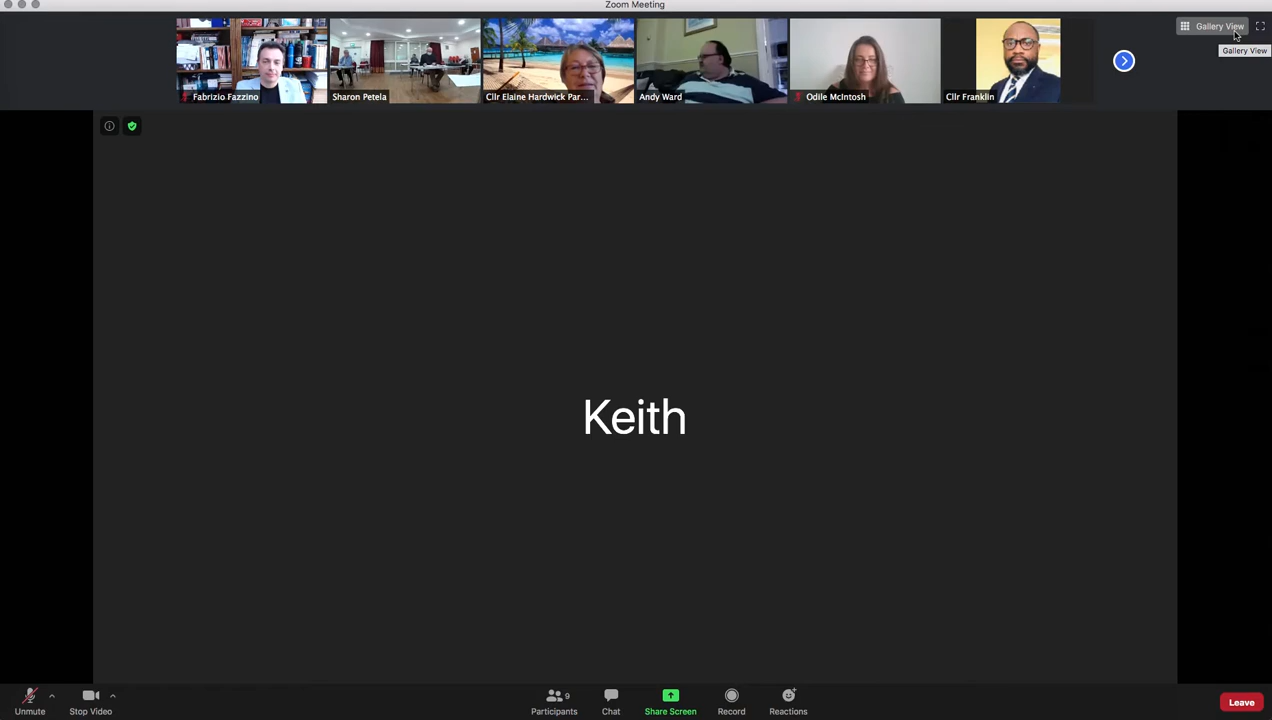 Zoom Meeting
Gallery View
Gallery View
Fabrizio Fazzino
Sharon Petela
Cllr Elaine Hardwick Par...
Andy Ward
Odile McIntosh
Cllr Franklin
Keith
Unmute
Stop Video
Participants
9
Chat
Share Screen
Record
Reactions
Leave